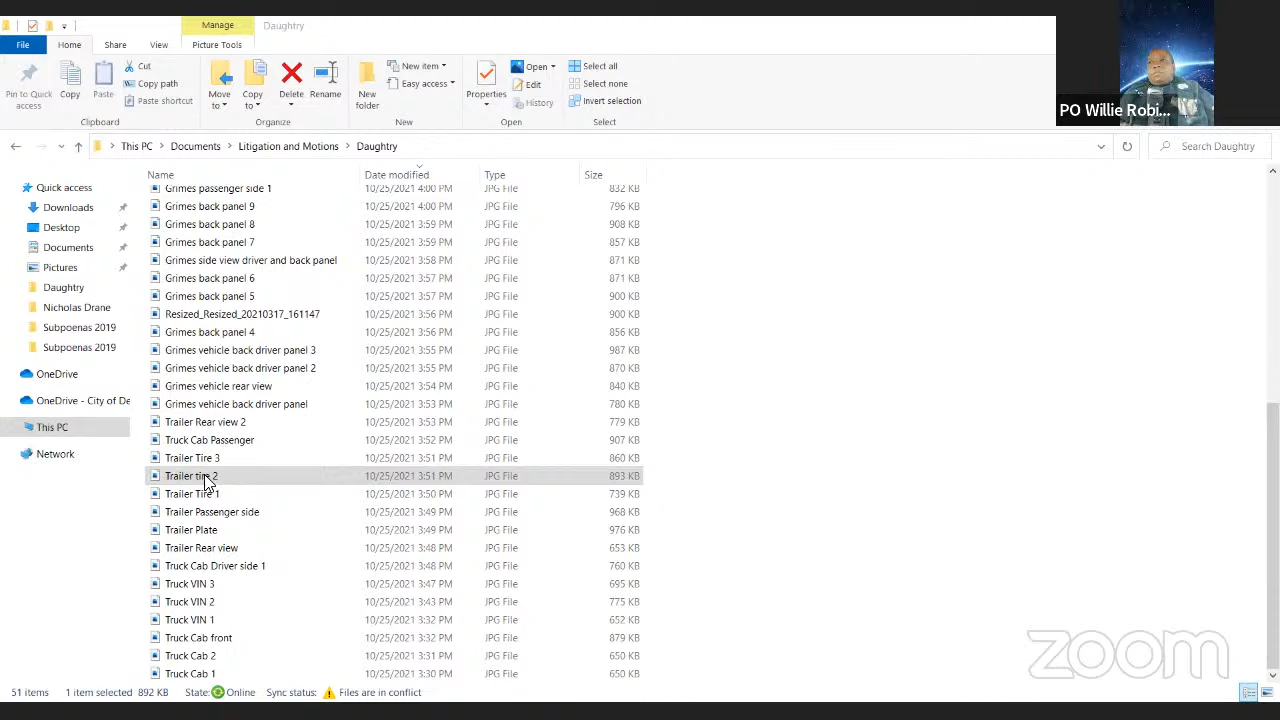 Manage
Daughtry
File
Home
Share
View
Picture Tools
Pin to Quick access
Copy
Paste
Cut
Copy path
Paste shortcut
Clipboard
Move to
Copy to
Delete
Rename
Organize
New folder
New item
Easy access
New
Properties
Open
Edit
History
Open
Select all
Select none
Invert selection
Select
PO Willie Robi...
This PC > Documents > Litigation and Motions > Daughtry
Search Daughtry
Quick access
Downloads
Desktop
Documents
Pictures
Daughtry
Nicholas Drane
Subpoenas 2019
Subpoenas 2019
OneDrive
OneDrive - City of De
This PC
Network
Name Date modified Type Size
Grimes passenger side 1 10/25/2021 4:00 PM JPG File 832 KB
Grimes back panel 9 10/25/2021 4:00 PM JPG File 796 KB
Grimes back panel 8 10/25/2021 3:59 PM JPG File 908 KB
Grimes back panel 7 10/25/2021 3:59 PM JPG File 857 KB
Grimes side view driver and back panel 10/25/2021 3:58 PM JPG File 871 KB
Grimes back panel 6 10/25/2021 3:57 PM JPG File 871 KB
Grimes back panel 5 10/25/2021 3:57 PM JPG File 900 KB
Resized_Resized_20210317_161147 10/25/2021 3:56 PM JPG File 900 KB
Grimes back panel 4 10/25/2021 3:56 PM JPG File 856 KB
Grimes vehicle back driver panel 3 10/25/2021 3:55 PM JPG File 987 KB
Grimes vehicle back driver panel 2 10/25/2021 3:55 PM JPG File 870 KB
Grimes vehicle rear view 10/25/2021 3:54 PM JPG File 840 KB
Grimes vehicle back driver panel 10/25/2021 3:53 PM JPG File 780 KB
Trailer Rear view 2 10/25/2021 3:53 PM JPG File 779 KB
Truck Cab Passenger 10/25/2021 3:52 PM JPG File 907 KB
Trailer Tire 3 10/25/2021 3:51 PM JPG File 860 KB
Trailer tire 2 10/25/2021 3:51 PM JPG File 893 KB
Trailer Tire 1 10/25/2021 3:50 PM JPG File 739 KB
Trailer Passenger side 10/25/2021 3:49 PM JPG File 968 KB
Trailer Plate 10/25/2021 3:49 PM JPG File 976 KB
Trailer Rear view 10/25/2021 3:48 PM JPG File 653 KB
Truck Cab Driver side 1 10/25/2021 3:48 PM JPG File 760 KB
Truck VIN 3 10/25/2021 3:47 PM JPG File 695 KB
Truck VIN 2 10/25/2021 3:43 PM JPG File 775 KB
Truck VIN 1 10/25/2021 3:32 PM JPG File 652 KB
Truck Cab front 10/25/2021 3:32 PM JPG File 879 KB
Truck Cab 2 10/25/2021 3:31 PM JPG File 650 KB
Truck Cab 1 10/25/2021 3:30 PM JPG File 650 KB
zoom
51 items 1 item selected 892 KB State: Online Sync status: Files are in conflict